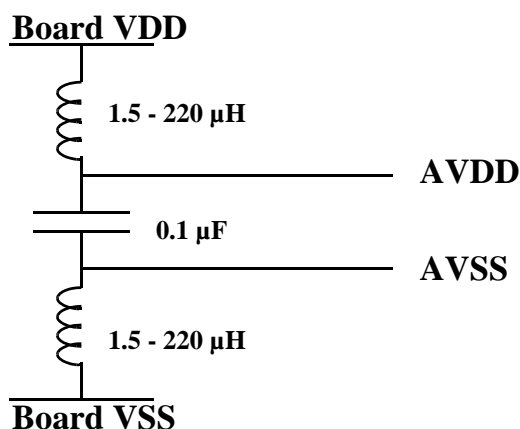 Board VDD
1.5 - 220 µH
AVDD
0.1 µF
AVSS
1.5 - 220 µH
Board VSS